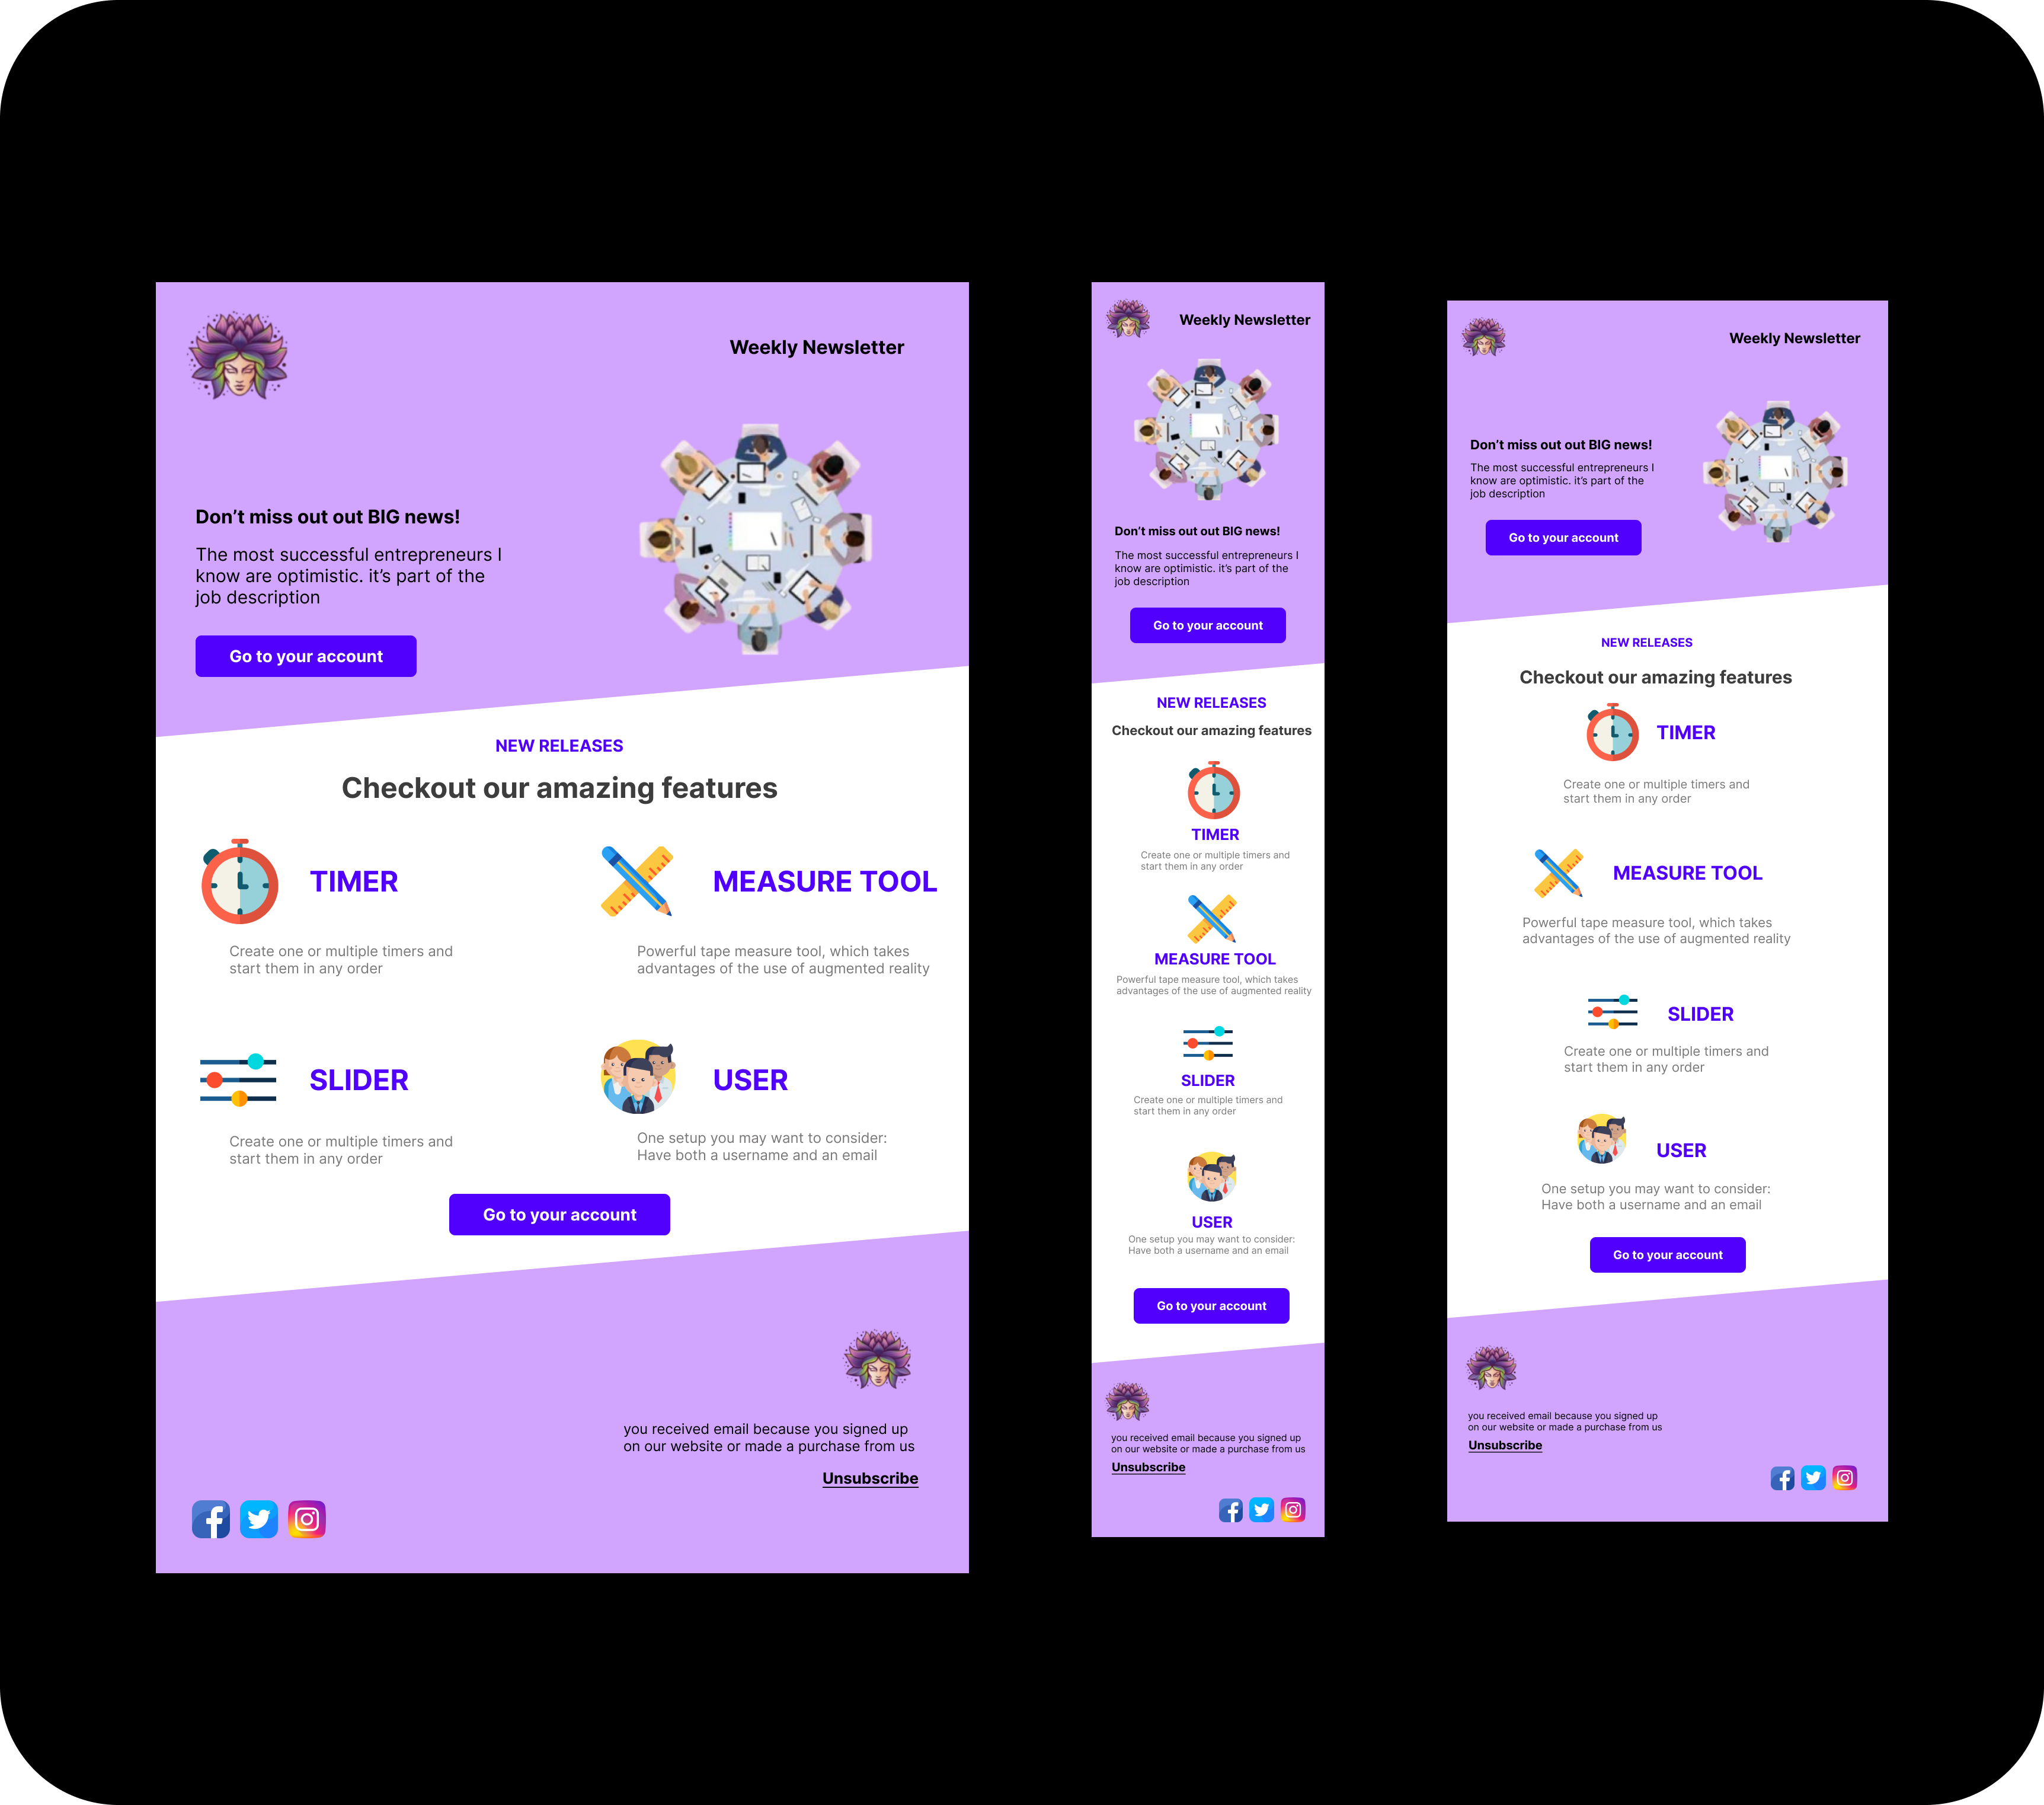 Weekly Newsletter
Don’t miss out out BIG news!
The most successful entrepreneurs I
know are optimistic. it’s part of the
job description
Go to your account
NEW RELEASES
Checkout our amazing features
TIMER
Create one or multiple timers and
start them in any order
MEASURE TOOL
Powerful tape measure tool, which takes
advantages of the use of augmented reality
SLIDER
Create one or multiple timers and
start them in any order
USER
One setup you may want to consider:
Have both a username and an email
Go to your account
you received email because you signed up
on our website or made a purchase from us
Unsubscribe
Weekly Newsletter
Don’t miss out out BIG news!
The most successful entrepreneurs I
know are optimistic. it’s part of the
job description
Go to your account
NEW RELEASES
Checkout our amazing features
TIMER
Create one or multiple timers and
start them in any order
MEASURE TOOL
Powerful tape measure tool, which takes
advantages of the use of augmented reality
SLIDER
Create one or multiple timers and
start them in any order
USER
One setup you may want to consider:
Have both a username and an email
Go to your account
you received email because you signed up
on our website or made a purchase from us
Unsubscribe
Weekly Newsletter
Don’t miss out out BIG news!
The most successful entrepreneurs I
know are optimistic. it’s part of the
job description
Go to your account
NEW RELEASES
Checkout our amazing features
TIMER
Create one or multiple timers and
start them in any order
MEASURE TOOL
Powerful tape measure tool, which takes
advantages of the use of augmented reality
SLIDER
Create one or multiple timers and
start them in any order
USER
One setup you may want to consider:
Have both a username and an email
Go to your account
you received email because you signed up
on our website or made a purchase from us
Unsubscribe